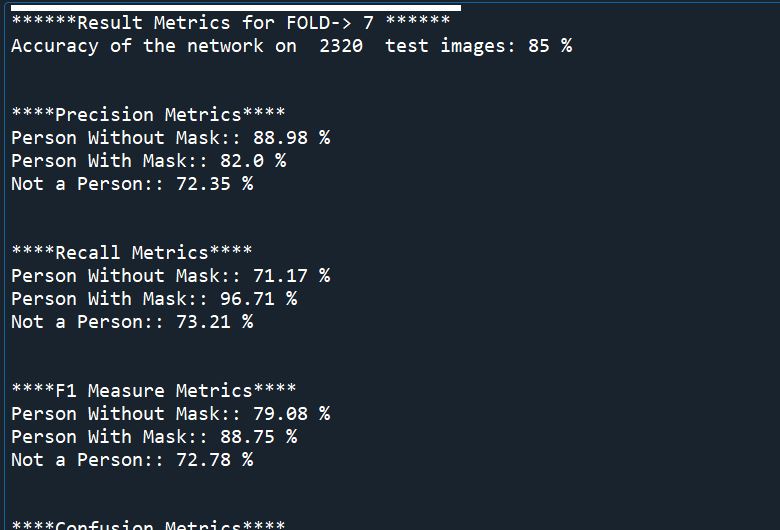 ******Result Metrics for FOLD-> 7 ******
Accuracy of the network on  2320  test images: 85 %
****Precision Metrics****
Person Without Mask:: 88.98 %
Person With Mask:: 82.0 %
Not a Person:: 72.35 %
****Recall Metrics****
Person Without Mask:: 71.17 %
Person With Mask:: 96.71 %
Not a Person:: 73.21 %
****F1 Measure Metrics****
Person Without Mask:: 79.08 %
Person With Mask:: 88.75 %
Not a Person:: 72.78 %
****Confusion Metrics****